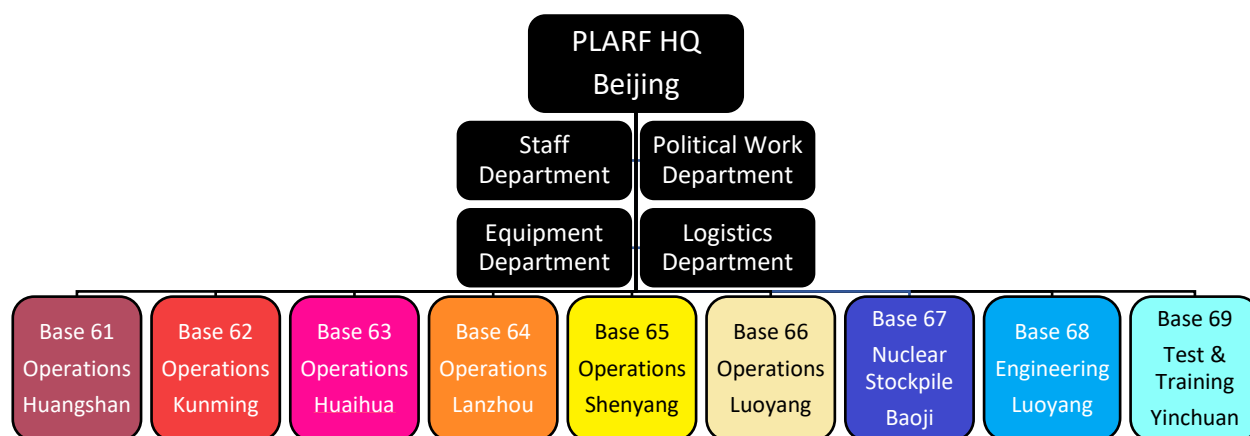 PLARF HQ
Beijing
Staff
Department
Political Work
Department
Equipment
Department
Logistics
Department
Base 61
Operations
Huangshan
Base 62
Operations
Kunming
Base 63
Operations
Huaihua
Base 64
Operations
Lanzhou
Base 65
Operations
Shenyang
Base 66
Operations
Luoyang
Base 67
Nuclear
Stockpile
Baoji
Base 68
Engineering
Luoyang
Base 69
Test &
Training
Yinchuan